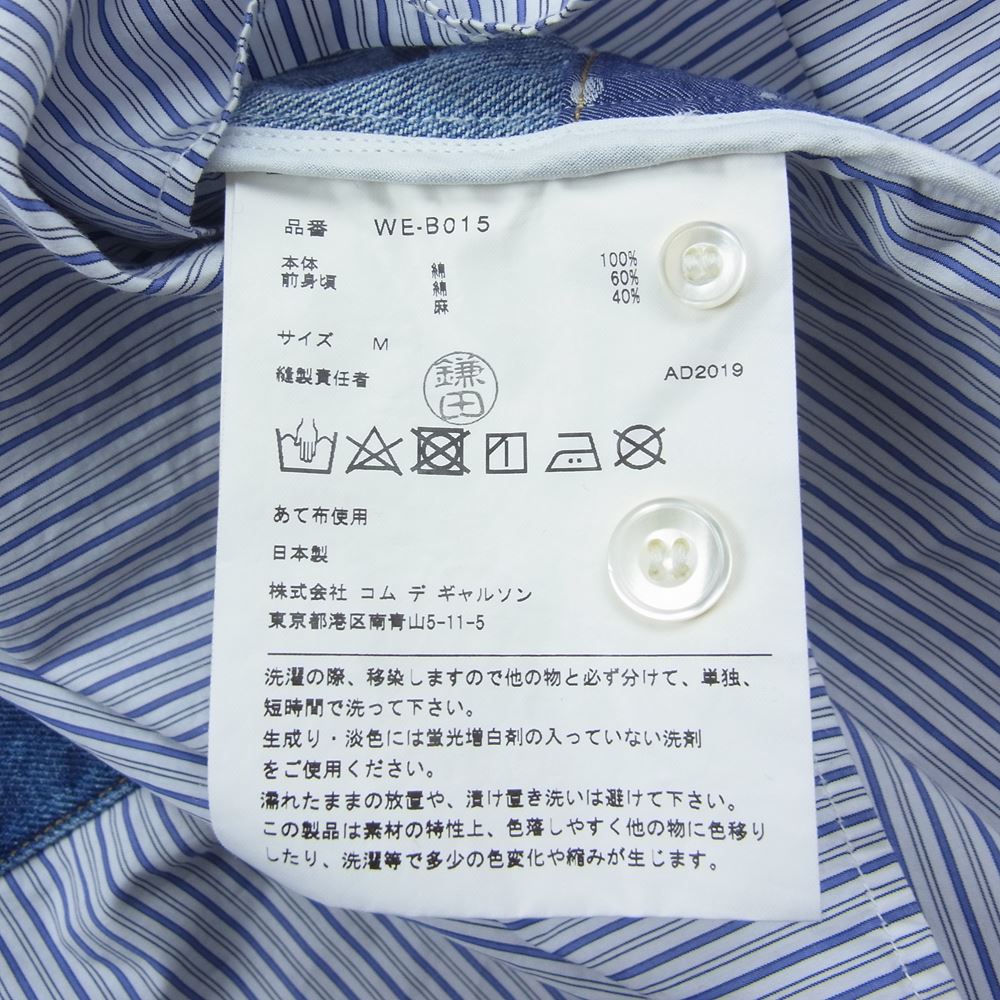 品番 WE-B015
本体 綿 100%
前身頃 綿 60%
麻 40%
サイズ M
縫製責任者 鎌田 AD2019
あて布使用
日本製
株式会社 コム デ ギャルソン
東京都港区南青山5-11-5
洗濯の際、移染しますので他の物と必ず分けて、単独、
短時間で洗って下さい。
生成り・淡色には蛍光増白剤の入っていない洗剤
をご使用ください。
濡れたままの放置や、漬け置き洗いは避けて下さい。
この製品は素材の特性上、色落しやすく他の物に色移り
したり、洗濯等で多少の色変化や縮みが生じます。